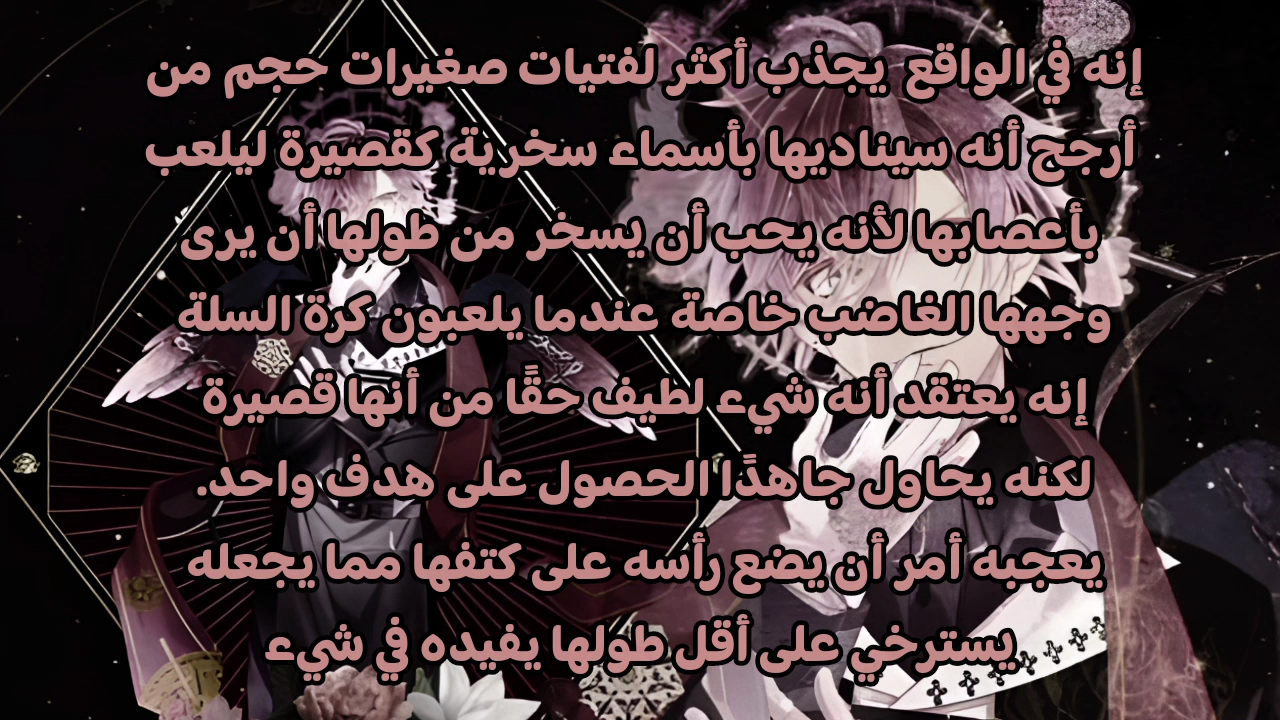 إنه في الواقع يجذب أكثر لفتيات صغيرات حجم من
أرجح أنه سيناديها بأسماء سخرية كقصيرة ليلعب
بأعصابها لأنه يحب أن يسخر من طولها أن يرى
وجهها الغاضب خاصة عندما يلعبون كرة السلة
إنه يعتقد أنه شيء لطيف حقًا من أنها قصيرة
لكنه يحاول جاهدًا الحصول على هدف واحد.
يعجبه أمر أن يضع رأسه على كتفها مما يجعله
يسترخي على أقل طولها يفيده في شيء